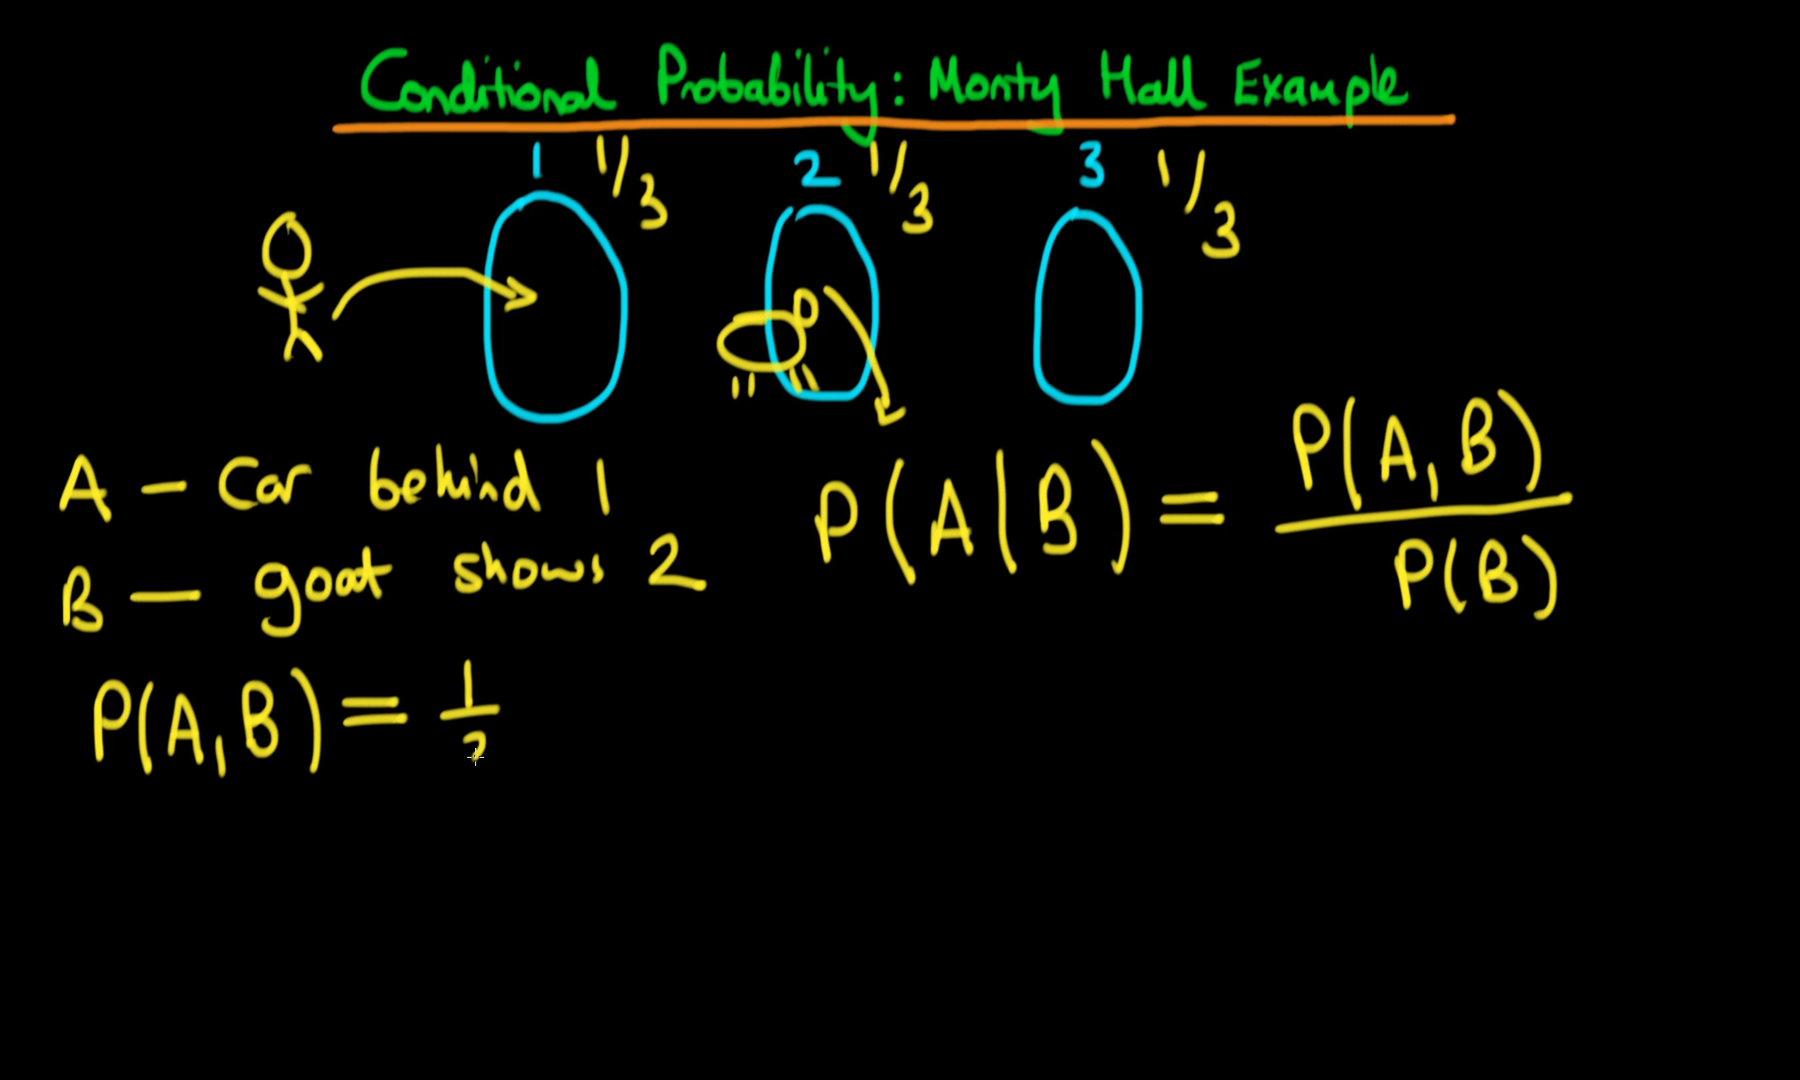 Conditional Probability: Monty Hall Example
1 1/3 2 1/3 3 1/3
A - Car behind 1
B - goat shows 2
P(A|B) = P(A,B) / P(B)
P(A,B) = 1/